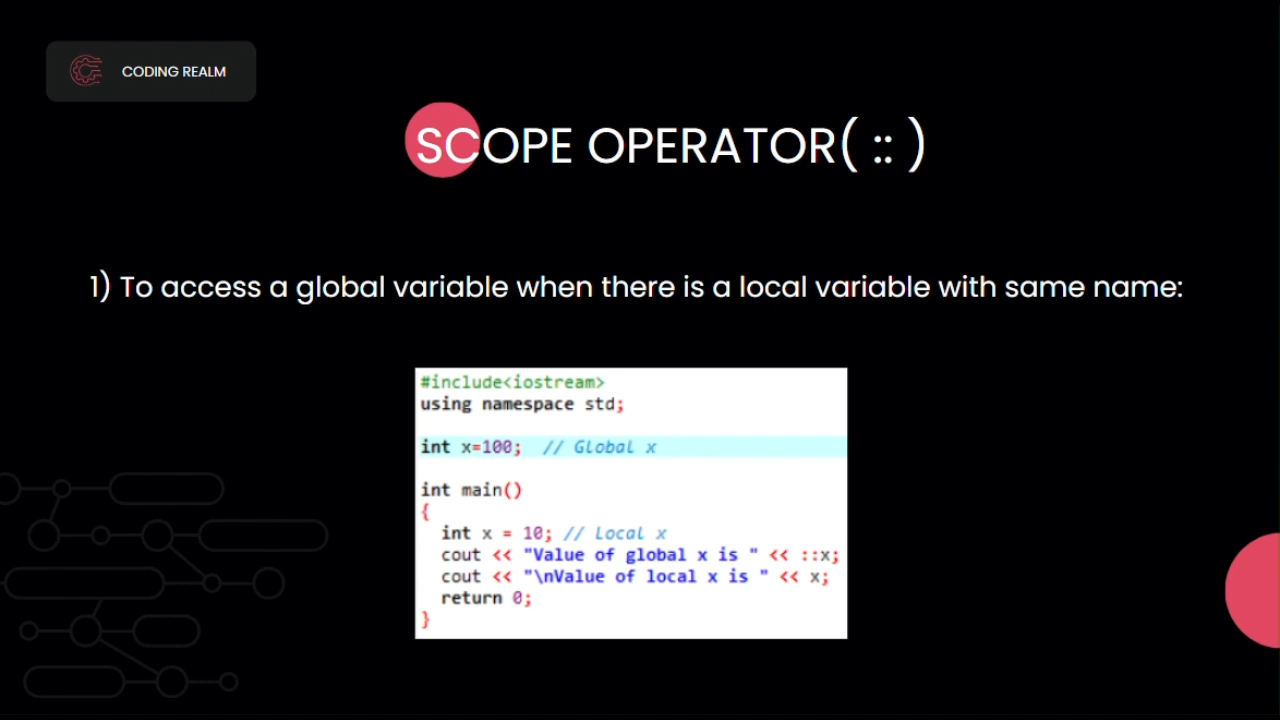 CODING REALM
SCOPE OPERATOR( :: )
1) To access a global variable when there is a local variable with same name:
#include<iostream>
using namespace std;
int x=100;  // Global x
int main()
{
  int x = 10; // Local x
  cout << "Value of global x is " << ::x;
  cout << "\nValue of local x is " << x;
  return 0;
}